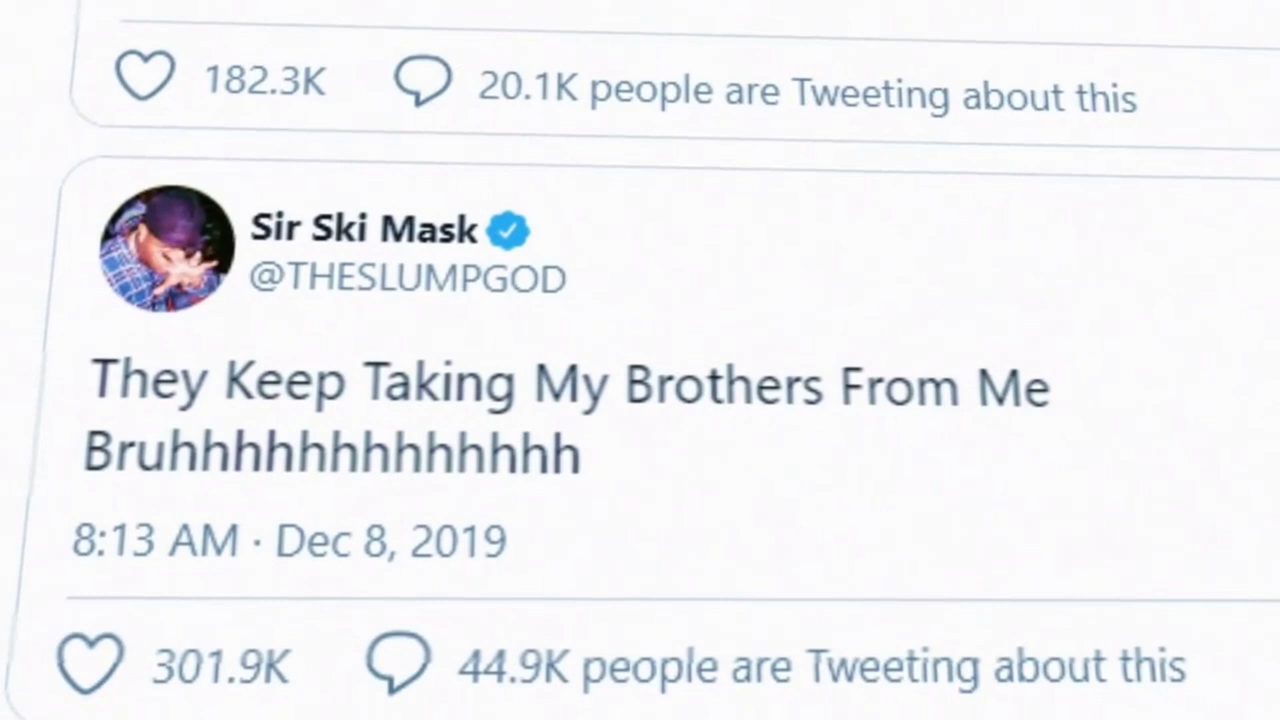 182.3K 20.1K people are Tweeting about this
Sir Ski Mask
@THESLUMPGOD
They Keep Taking My Brothers From Me
Bruhhhhhhhhhhhhhh
8:13 AM · Dec 8, 2019
301.9K 44.9K people are Tweeting about this